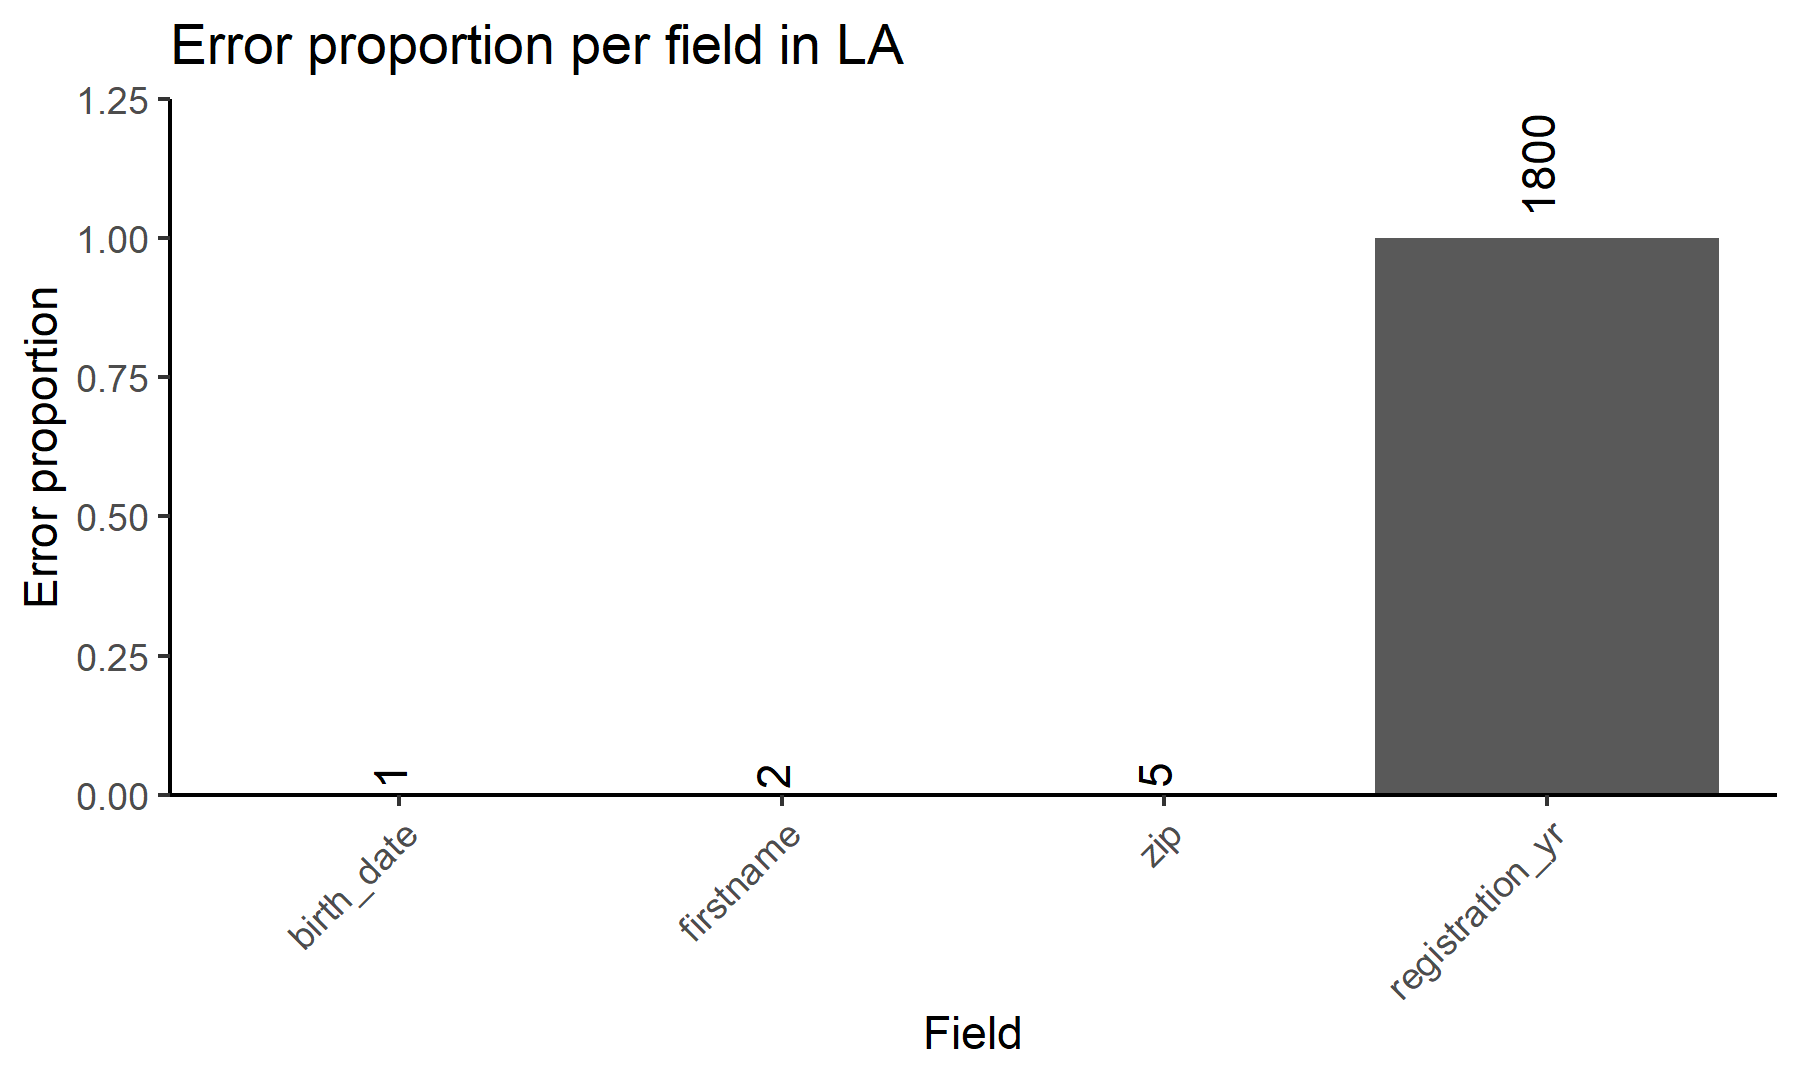 Error proportion per field in LA
Error proportion
1.25
1.00
0.75
0.50
0.25
0.00
1
2
5
1800
birth_date
firstname
zip
registration_yr
Field